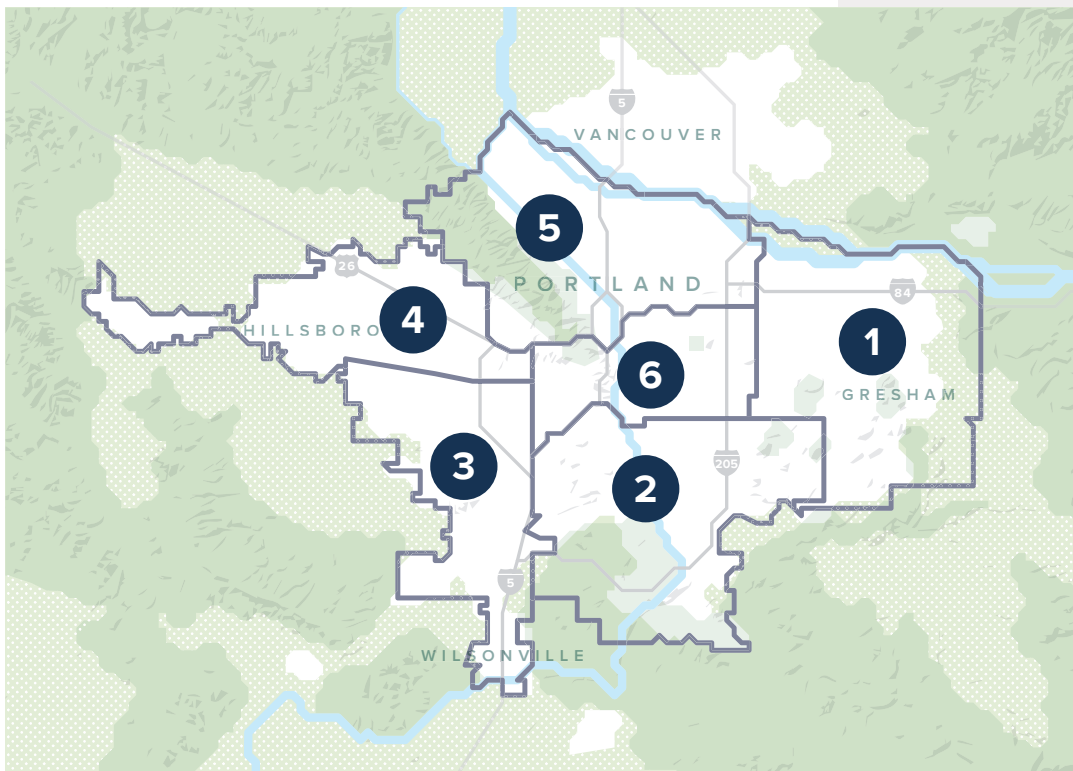 5
VANCOUVER
5
26
PORTLAND
84
HILLSBORO
4
1
6
GRESHAM
3
205
2
5
WILSONVILLE